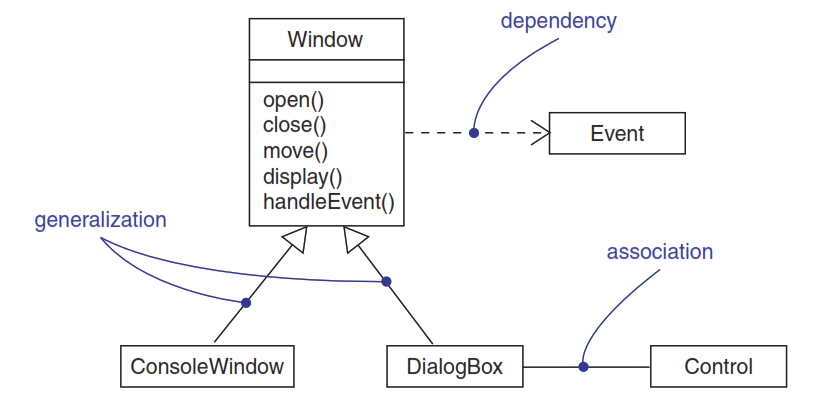 dependency
Window
open()
close()
move()
display()
handleEvent()
Event
generalization
association
ConsoleWindow
DialogBox
Control